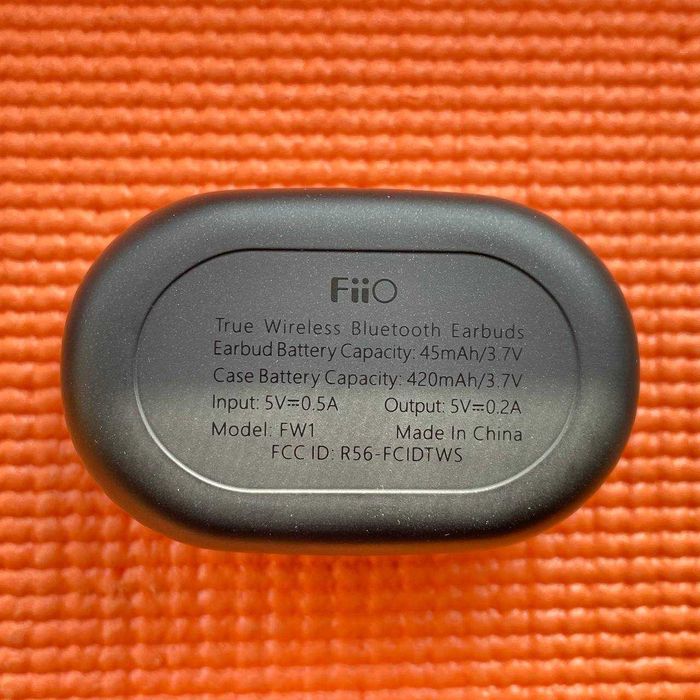 FiiO
True Wireless Bluetooth Earbuds
Earbud Battery Capacity: 45mAh/3.7V
Case Battery Capacity: 420mAh/3.7V
Input: 5V⎓0.5A Output: 5V⎓0.2A
Model: FW1 Made In China
FCC ID: R56-FCIDTWS